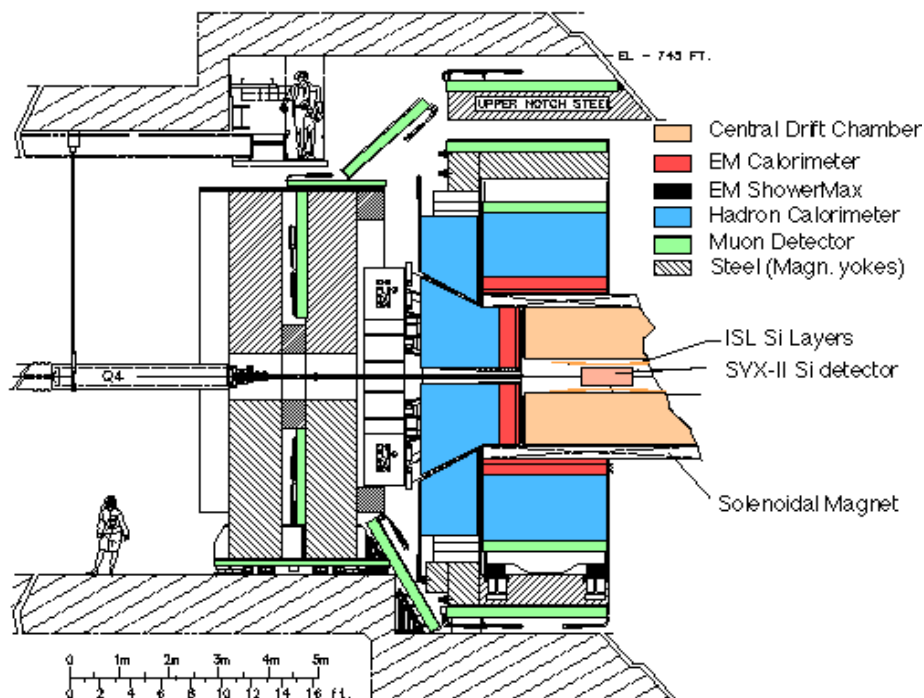 EL - 745 FT.
UPPER NOTCH STEEL
Central Drift Chamber
EM Calorimeter
EM ShowerMax
Hadron Calorimeter
Muon Detector
Steel (Magn. yokes)
ISL Si Layers
SVX-II Si detector
Q4
Solenoidal Magnet
0 1m 2m 3m 4m 5m
0 2 4 6 8 10 12 14 16 ft.